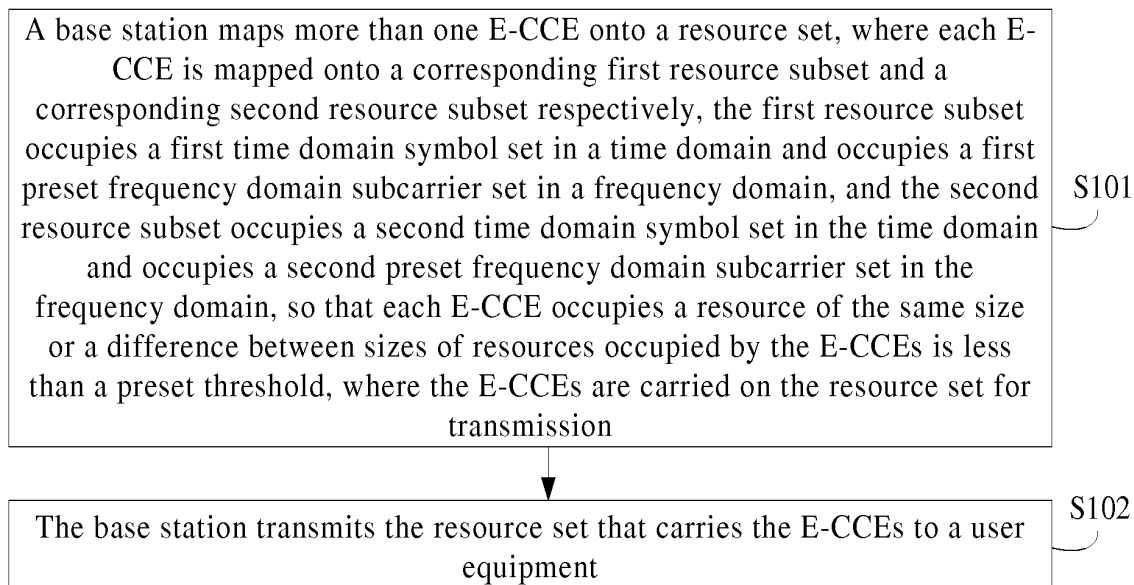 A base station maps more than one E-CCE onto a resource set, where each E-
CCE is mapped onto a corresponding first resource subset and a
corresponding second resource subset respectively, the first resource subset
occupies a first time domain symbol set in a time domain and occupies a first
preset frequency domain subcarrier set in a frequency domain, and the second
resource subset occupies a second time domain symbol set in the time domain
and occupies a second preset frequency domain subcarrier set in the
frequency domain, so that each E-CCE occupies a resource of the same size
or a difference between sizes of resources occupied by the E-CCEs is less
than a preset threshold, where the E-CCEs are carried on the resource set for
transmission
S101
The base station transmits the resource set that carries the E-CCEs to a user
equipment
S102